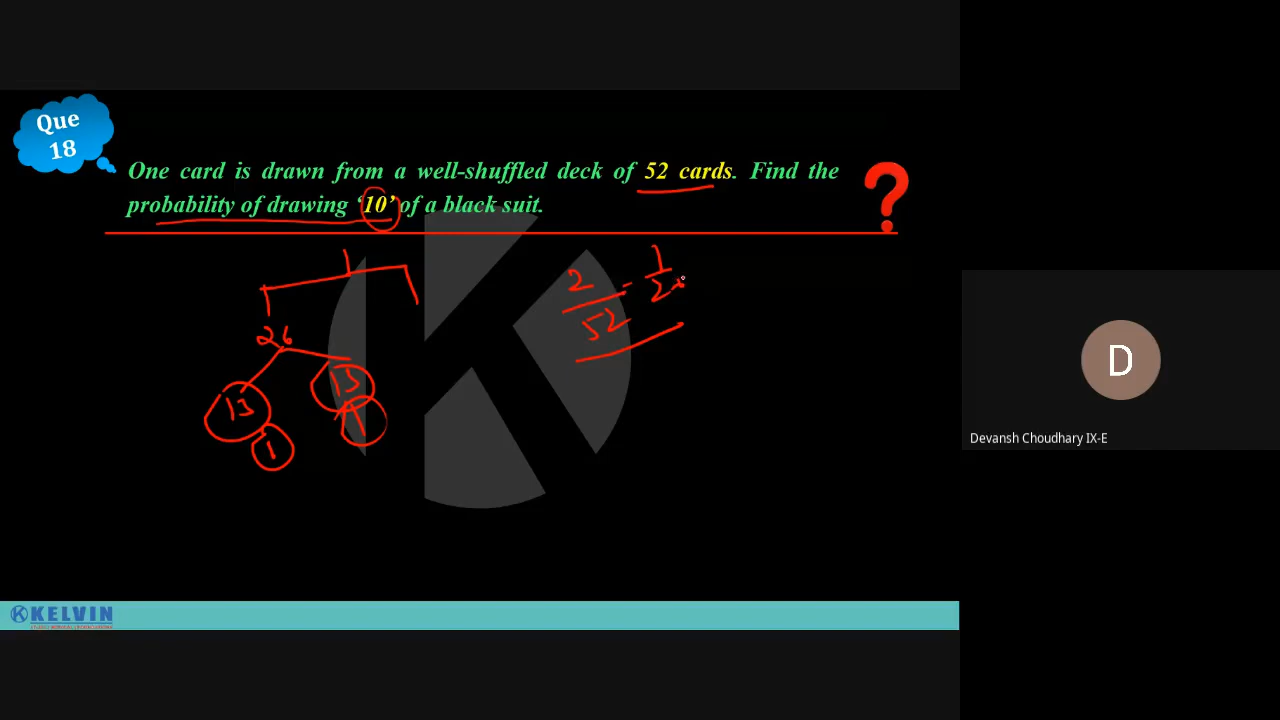 Que
18
One card is drawn from a well-shuffled deck of 52 cards. Find the
probability of drawing ‘10’ of a black suit.
?
2/52 = 1/26
26
13 13
1 1
D
Devansh Choudhary IX-E
KELVIN